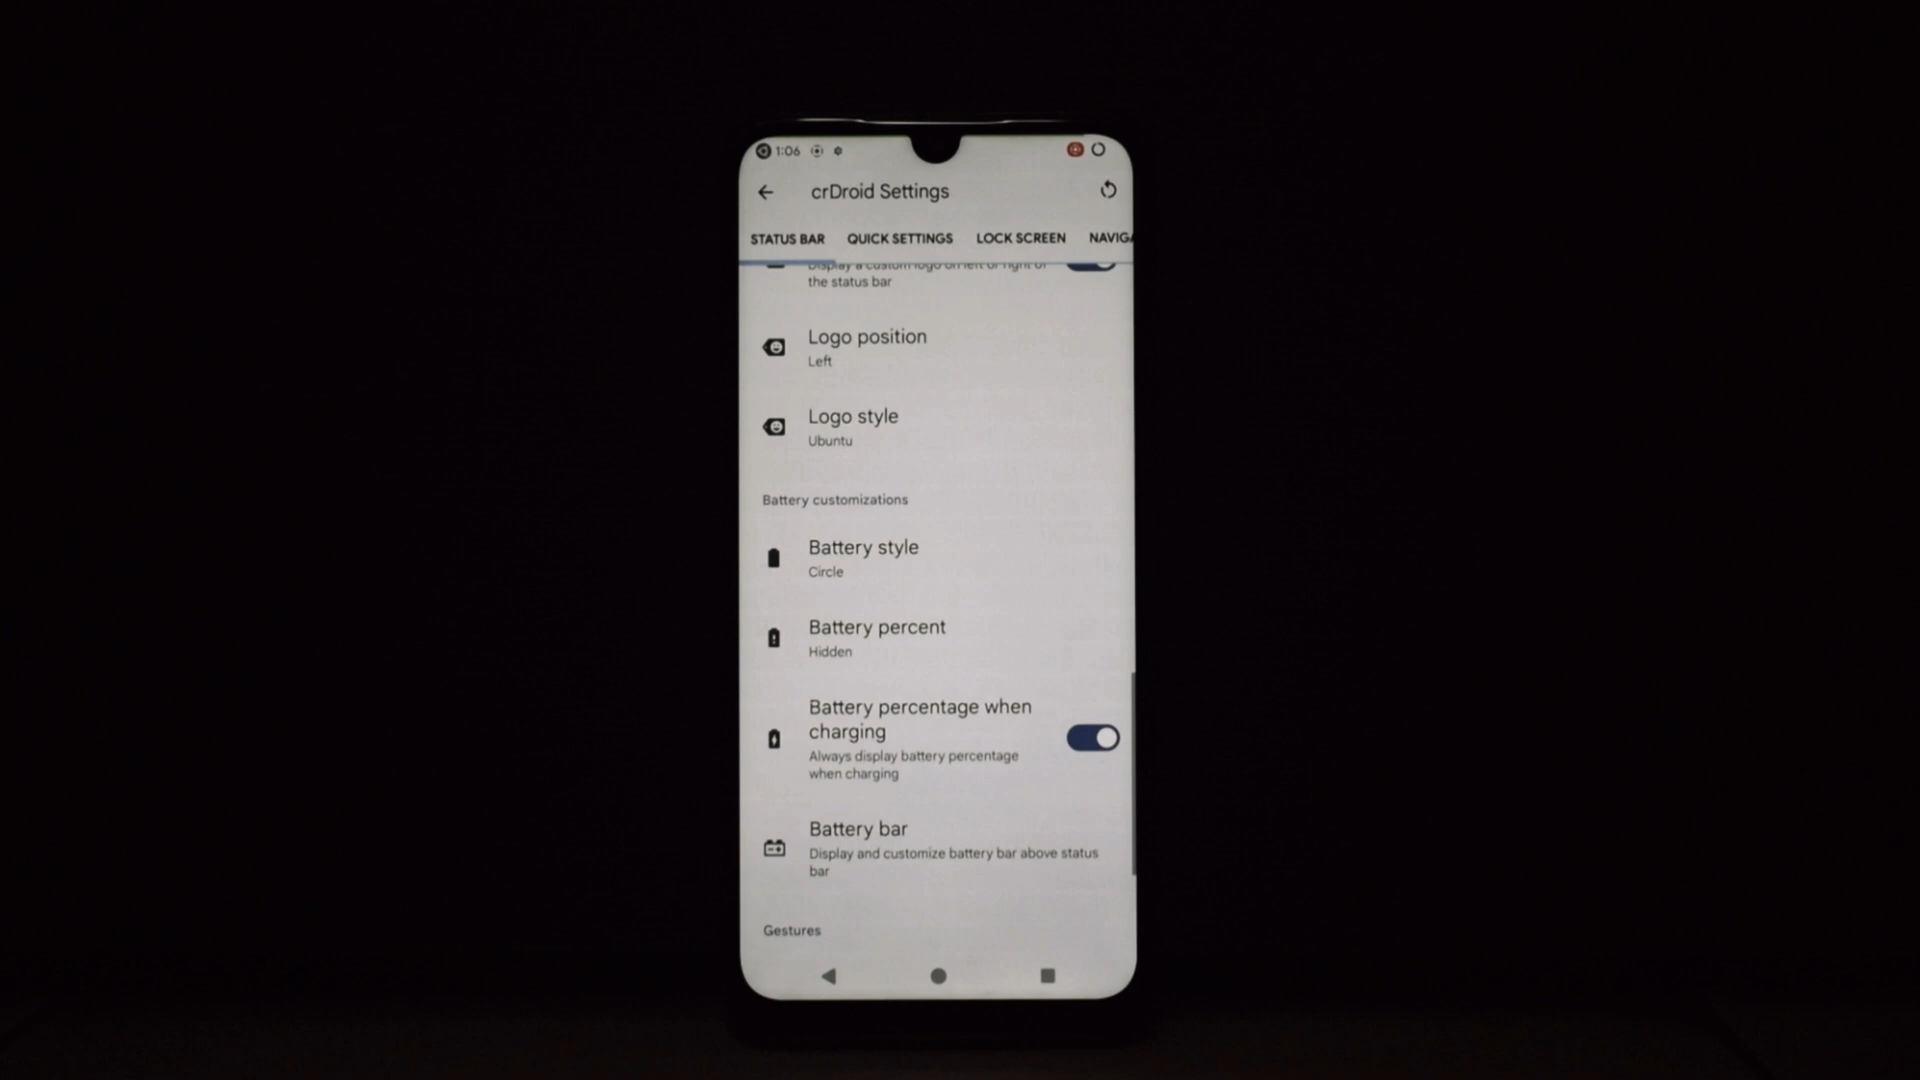 1:06
crDroid Settings
STATUS BAR QUICK SETTINGS LOCK SCREEN NAVIGA
Display a custom logo on left or right of
the status bar
Logo position
Left
Logo style
Ubuntu
Battery customizations
Battery style
Circle
Battery percent
Hidden
Battery percentage when
charging
Always display battery percentage
when charging
Battery bar
Display and customize battery bar above status
bar
Gestures